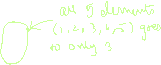 all 5 elements
(1, 2, 3, 4, 5) goes
to only 3